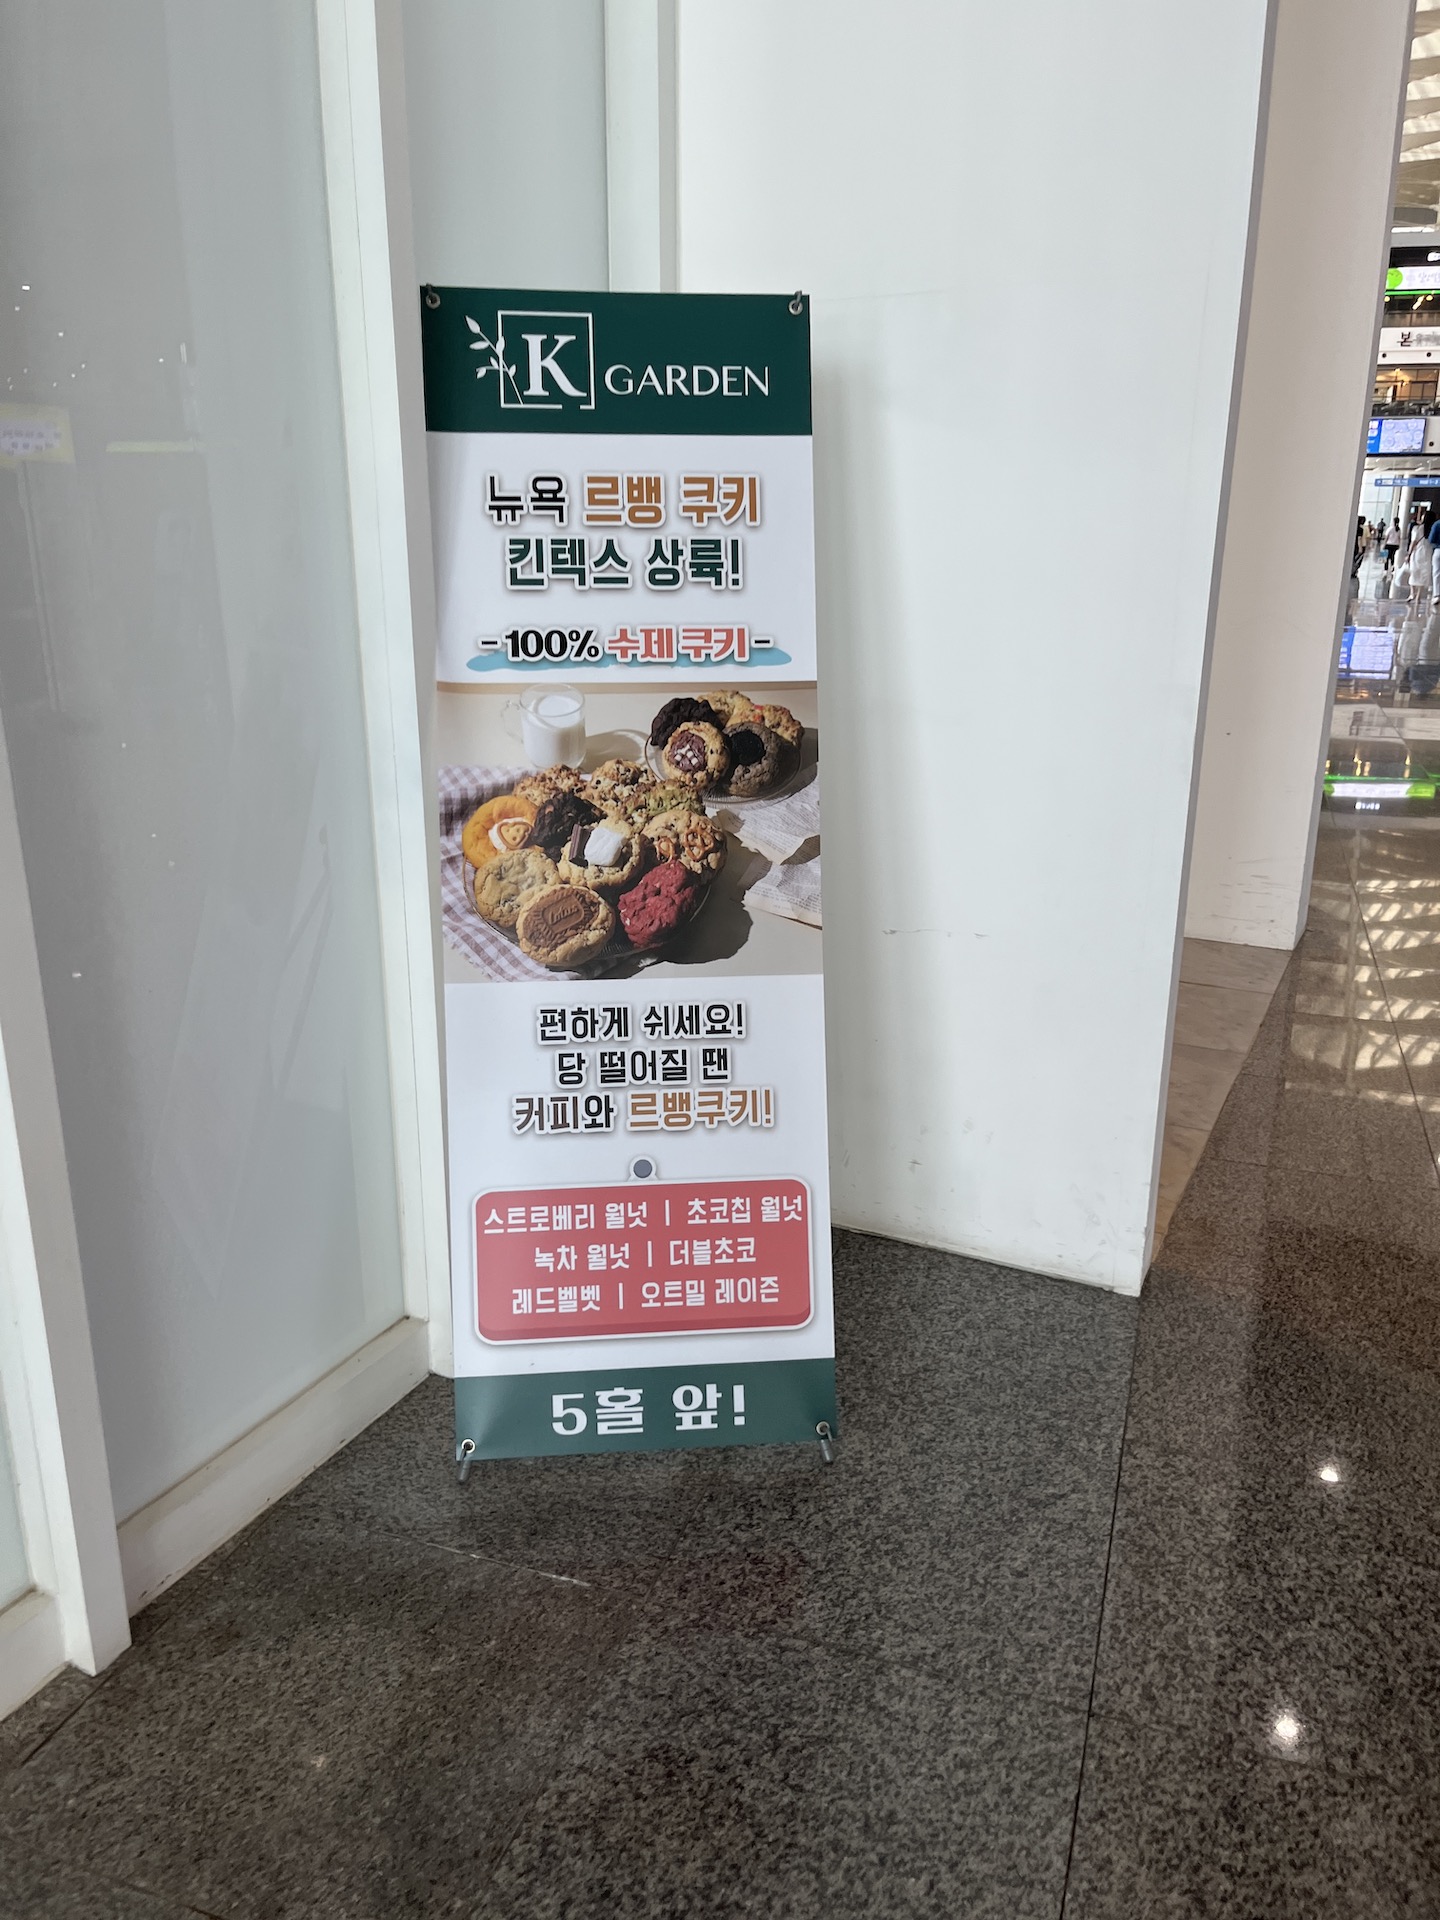 K GARDEN
뉴욕 르뱅 쿠키
킨텍스 상륙!
-100% 수제 쿠키-
lotus
편하게 쉬세요!
당 떨어질 땐
커피와 르뱅쿠키!
스트로베리 월넛 | 초코칩 월넛
녹차 월넛 | 더블초코
레드벨벳 | 오트밀 레이즌
5홀 앞!
본